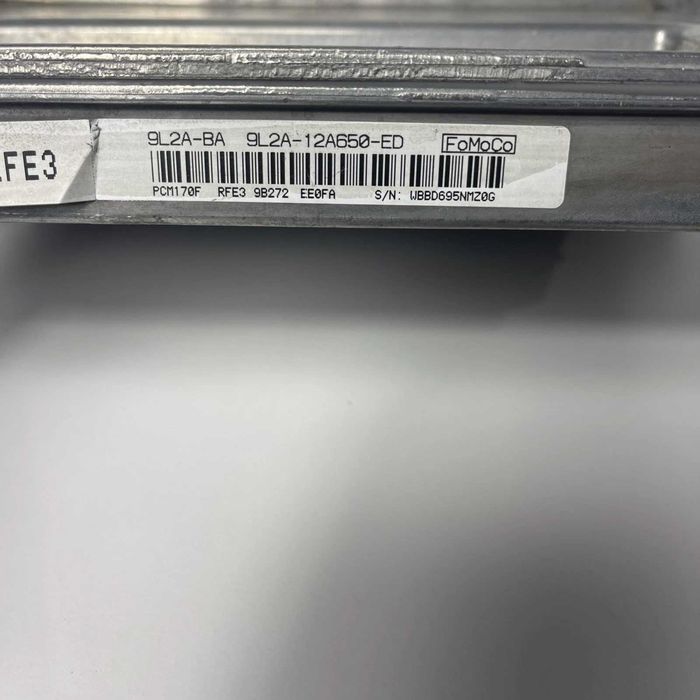 FE3
9L2A-BA 9L2A-12A650-ED FoMoCo
PCM170F RFE3 9B272 EE0FA S/N: WBBD695NMZ0G